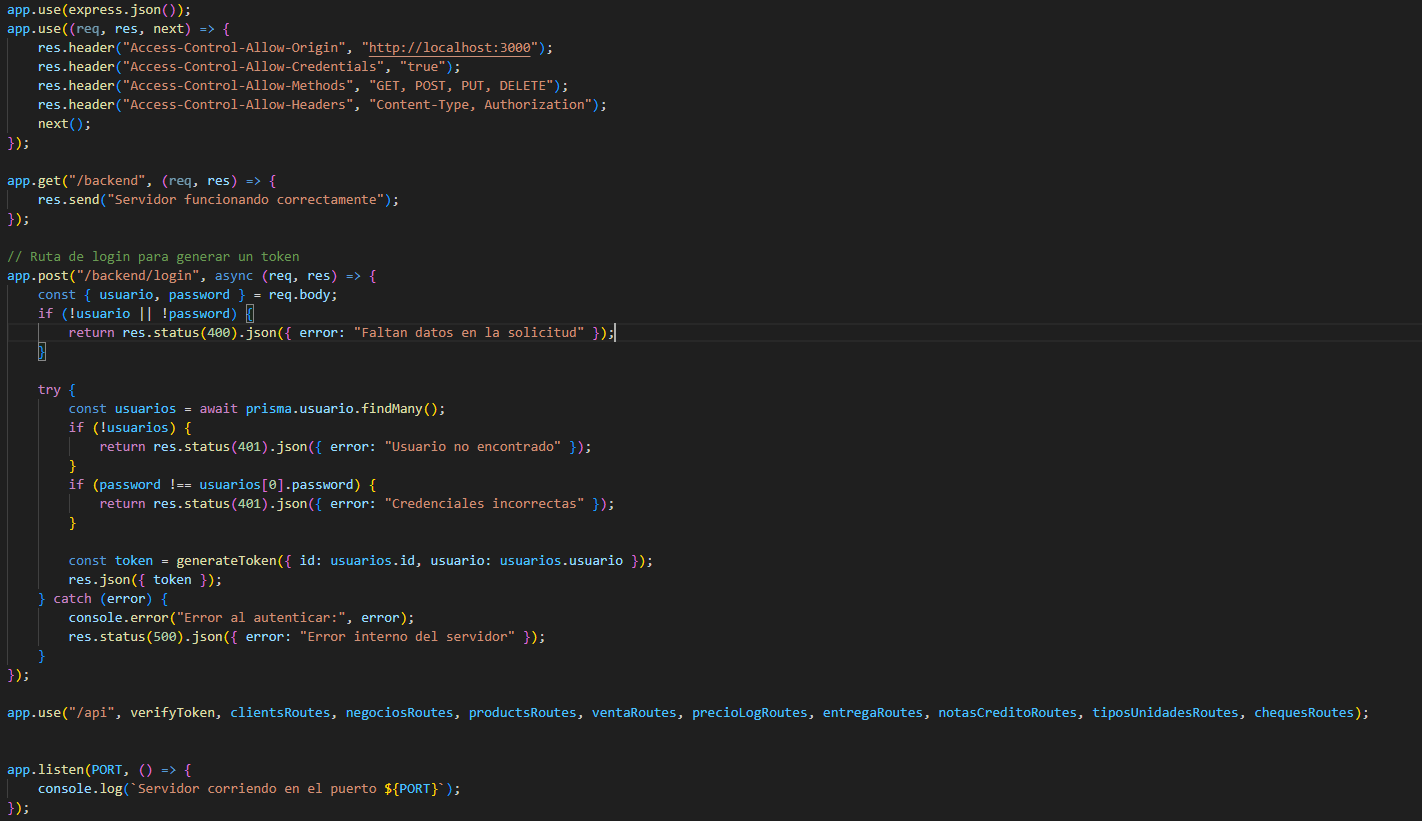 app.use(express.json());
app.use((req, res, next) => {
    res.header("Access-Control-Allow-Origin", "http://localhost:3000");
    res.header("Access-Control-Allow-Credentials", "true");
    res.header("Access-Control-Allow-Methods", "GET, POST, PUT, DELETE");
    res.header("Access-Control-Allow-Headers", "Content-Type, Authorization");
    next();
});

app.get("/backend", (req, res) => {
    res.send("Servidor funcionando correctamente");
});

// Ruta de login para generar un token
app.post("/backend/login", async (req, res) => {
    const { usuario, password } = req.body;
    if (!usuario || !password) {
        return res.status(400).json({ error: "Faltan datos en la solicitud" });
    }

    try {
        const usuarios = await prisma.usuario.findMany();
        if (!usuarios) {
            return res.status(401).json({ error: "Usuario no encontrado" });
        }
        if (password !== usuarios[0].password) {
            return res.status(401).json({ error: "Credenciales incorrectas" });
        }

        const token = generateToken({ id: usuarios.id, usuario: usuarios.usuario });
        res.json({ token });
    } catch (error) {
        console.error("Error al autenticar:", error);
        res.status(500).json({ error: "Error interno del servidor" });
    }
});

app.use("/api", verifyToken, clientsRoutes, negociosRoutes, productsRoutes, ventaRoutes, precioLogRoutes, entregaRoutes, notasCreditoRoutes, tiposUnidadesRoutes, chequesRoutes);


app.listen(PORT, () => {
    console.log(`Servidor corriendo en el puerto ${PORT}`);
});